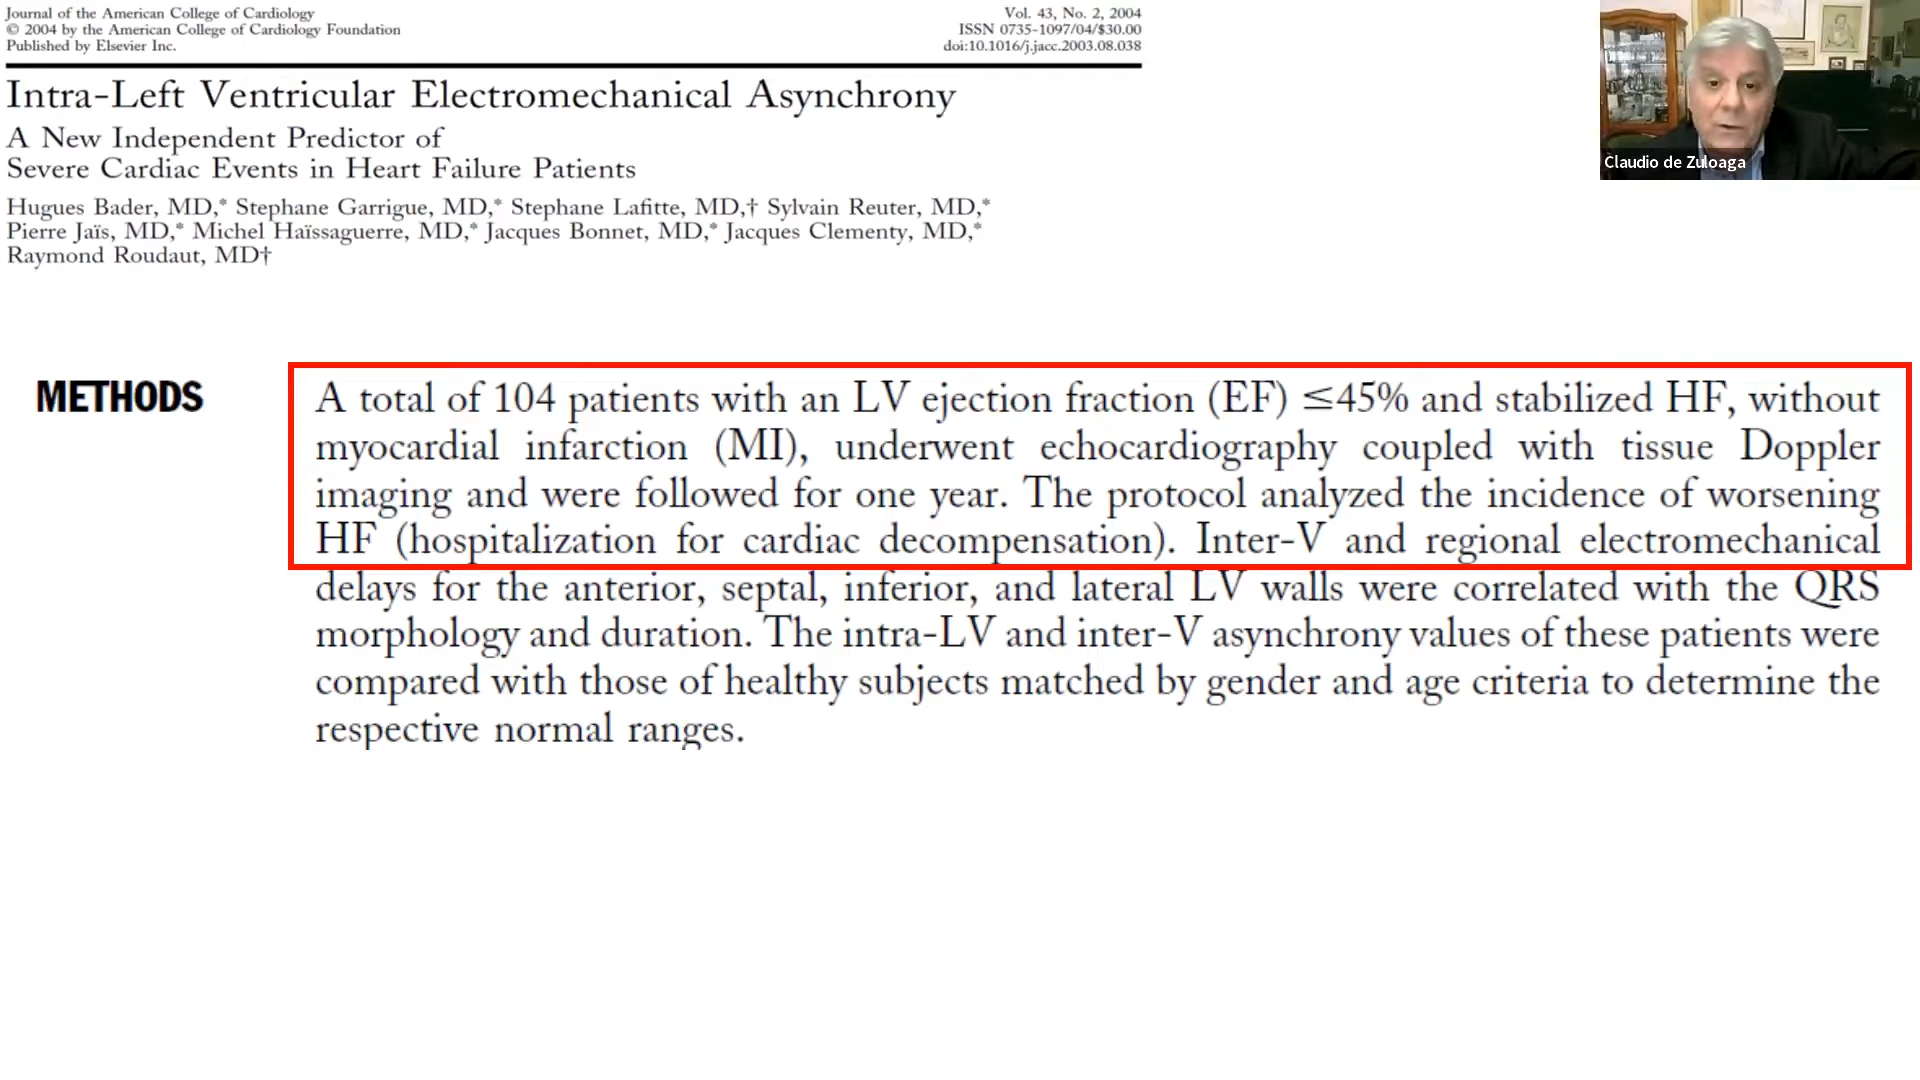 Journal of the American College of Cardiology
© 2004 by the American College of Cardiology Foundation
Published by Elsevier Inc.
Vol. 43, No. 2, 2004
ISSN 0735-1097/04/$30.00
doi:10.1016/j.jacc.2003.08.038
Intra-Left Ventricular Electromechanical Asynchrony
A New Independent Predictor of
Severe Cardiac Events in Heart Failure Patients
Hugues Bader, MD,* Stephane Garrigue, MD,* Stephane Lafitte, MD,† Sylvain Reuter, MD,*
Pierre Jaïs, MD,* Michel Haïssaguerre, MD,* Jacques Bonnet, MD,* Jacques Clementy, MD,*
Raymond Roudaut, MD†
Claudio de Zuloaga
METHODS
A total of 104 patients with an LV ejection fraction (EF) ≤45% and stabilized HF, without
myocardial infarction (MI), underwent echocardiography coupled with tissue Doppler
imaging and were followed for one year. The protocol analyzed the incidence of worsening
HF (hospitalization for cardiac decompensation). Inter-V and regional electromechanical
delays for the anterior, septal, inferior, and lateral LV walls were correlated with the QRS
morphology and duration. The intra-LV and inter-V asynchrony values of these patients were
compared with those of healthy subjects matched by gender and age criteria to determine the
respective normal ranges.